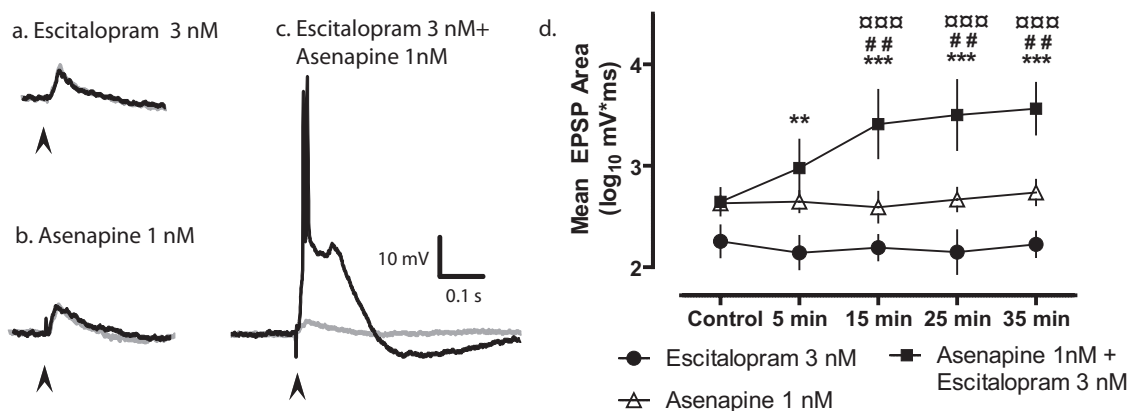 a. Escitalopram 3 nM
c. Escitalopram 3 nM+
Asenapine 1nM
b. Asenapine 1 nM
10 mV
0.1 s
d.
¤¤¤ ¤¤¤ ¤¤¤
## ## ##
*** *** ***
**
Mean EPSP Area
(log10 mV*ms)
4
3
2
Control 5 min 15 min 25 min 35 min
Escitalopram 3 nM
Asenapine 1 nM
Asenapine 1nM +
Escitalopram 3 nM